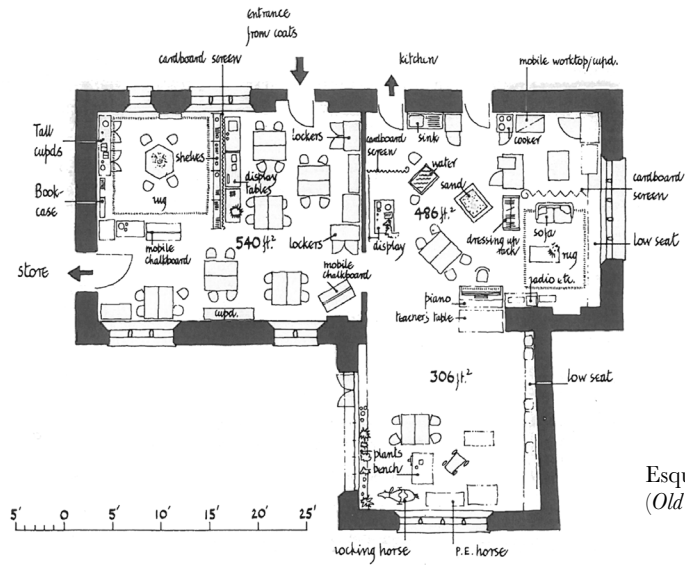 entrance
from coats
cardboard screen
kitchen
mobile worktop/cupd.
Tall
cupds
lockers
cardboard
screen
sink
cooker
shelves
water
display
tables
sand
cardboard
screen
Book-
case
rug
486 ft.²
540 ft.²
lockers
display
dressing up
rack
sofa
low seat
mobile
chalkboard
rug
STORE
mobile
chalkboard
radio etc.
piano
cupd.
teacher's table
306 ft.²
low seat
plants
bench
Esqu
(Old
5' 0 5' 10' 15' 20' 25'
rocking horse
P.E. horse